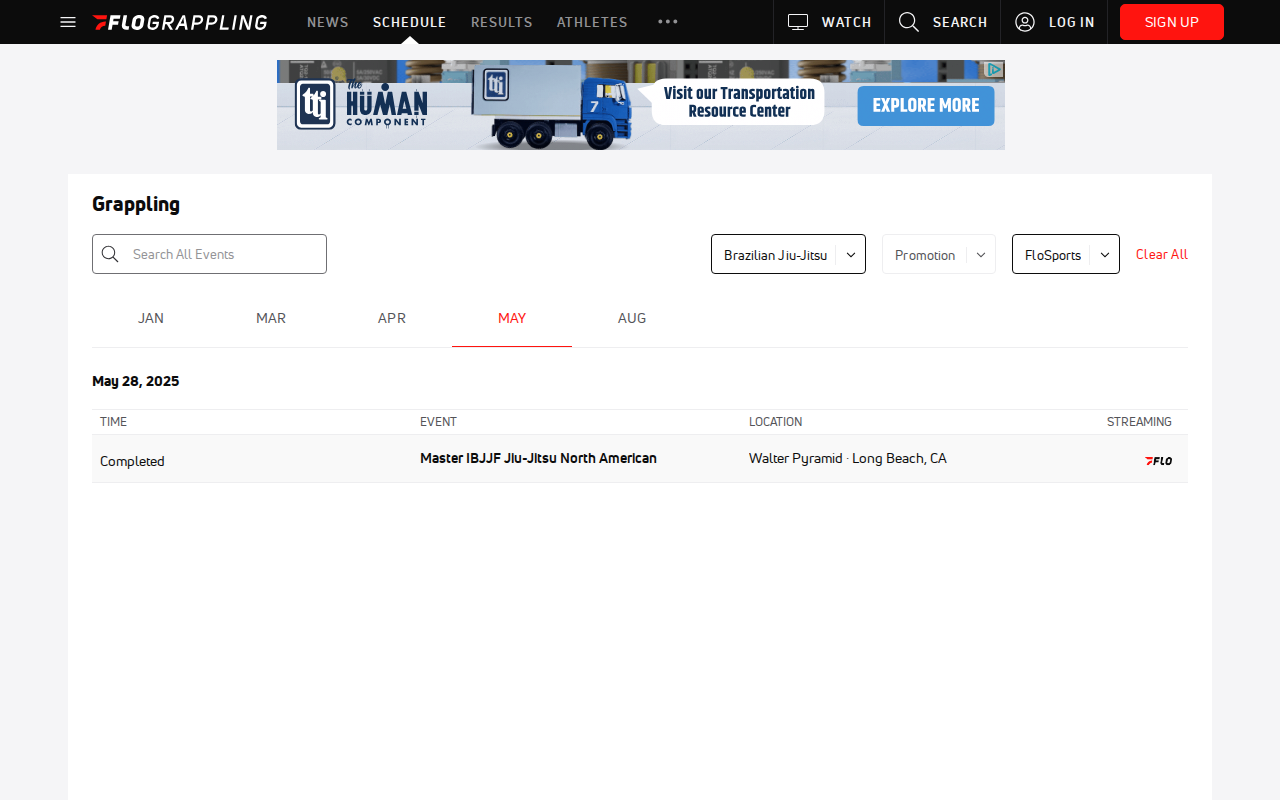 FLOGRAPPLING NEWS SCHEDULE RESULTS ATHLETES ••• WATCH SEARCH LOG IN SIGN UP
tti the HUMAN COMPONENT 7 Visit our Transportation Resource Center EXPLORE MORE
Grappling
Search All Events Brazilian Jiu-Jitsu Promotion FloSports Clear All
JAN MAR APR MAY AUG
May 28, 2025
TIME EVENT LOCATION STREAMING
Completed Master IBJJF Jiu-Jitsu North American Walter Pyramid · Long Beach, CA FLO